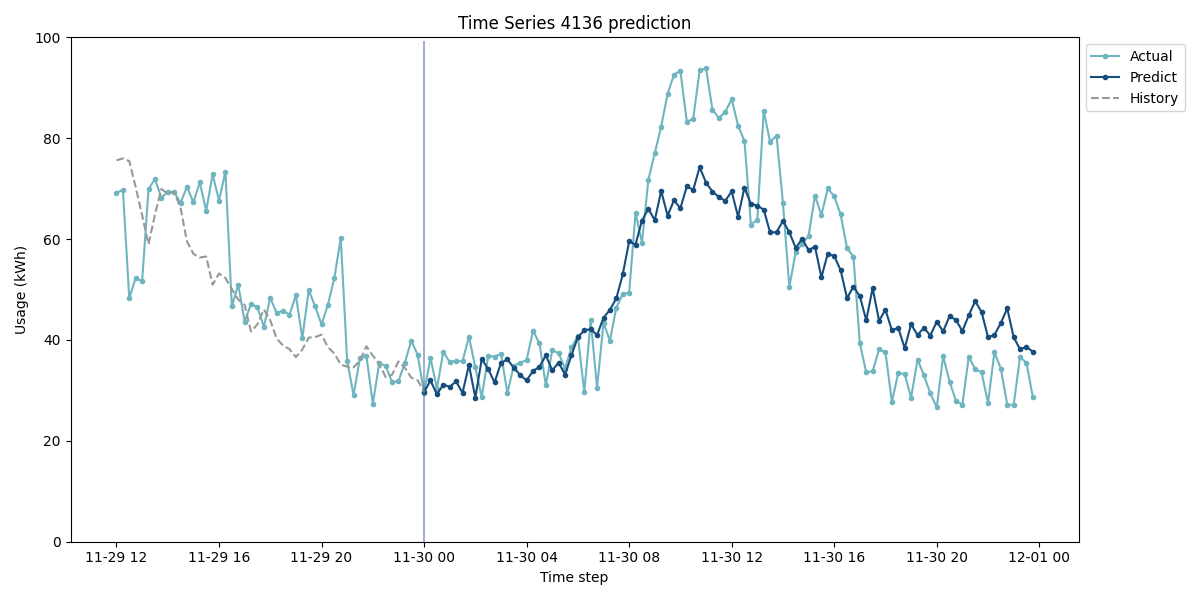 Time Series 4136 prediction
Usage (kWh)
100
80
60
40
20
0
11-29 12
11-29 16
11-29 20
11-30 00
11-30 04
11-30 08
11-30 12
11-30 16
11-30 20
12-01 00
Time step
Actual
Predict
History